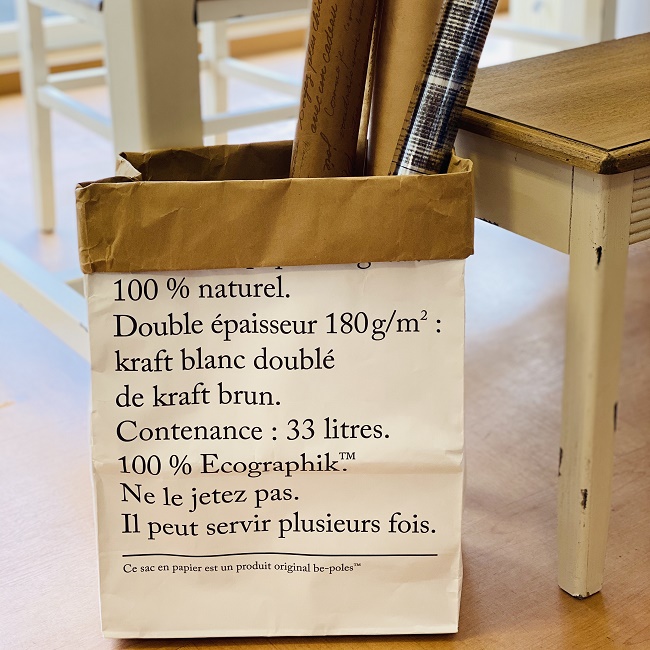 100 % naturel.
Double épaisseur 180g/m² :
kraft blanc doublé
de kraft brun.
Contenance : 33 litres.
100 % Ecographik.™
Ne le jetez pas.
Il peut servir plusieurs fois.
Ce sac en papier est un produit original be-poles™